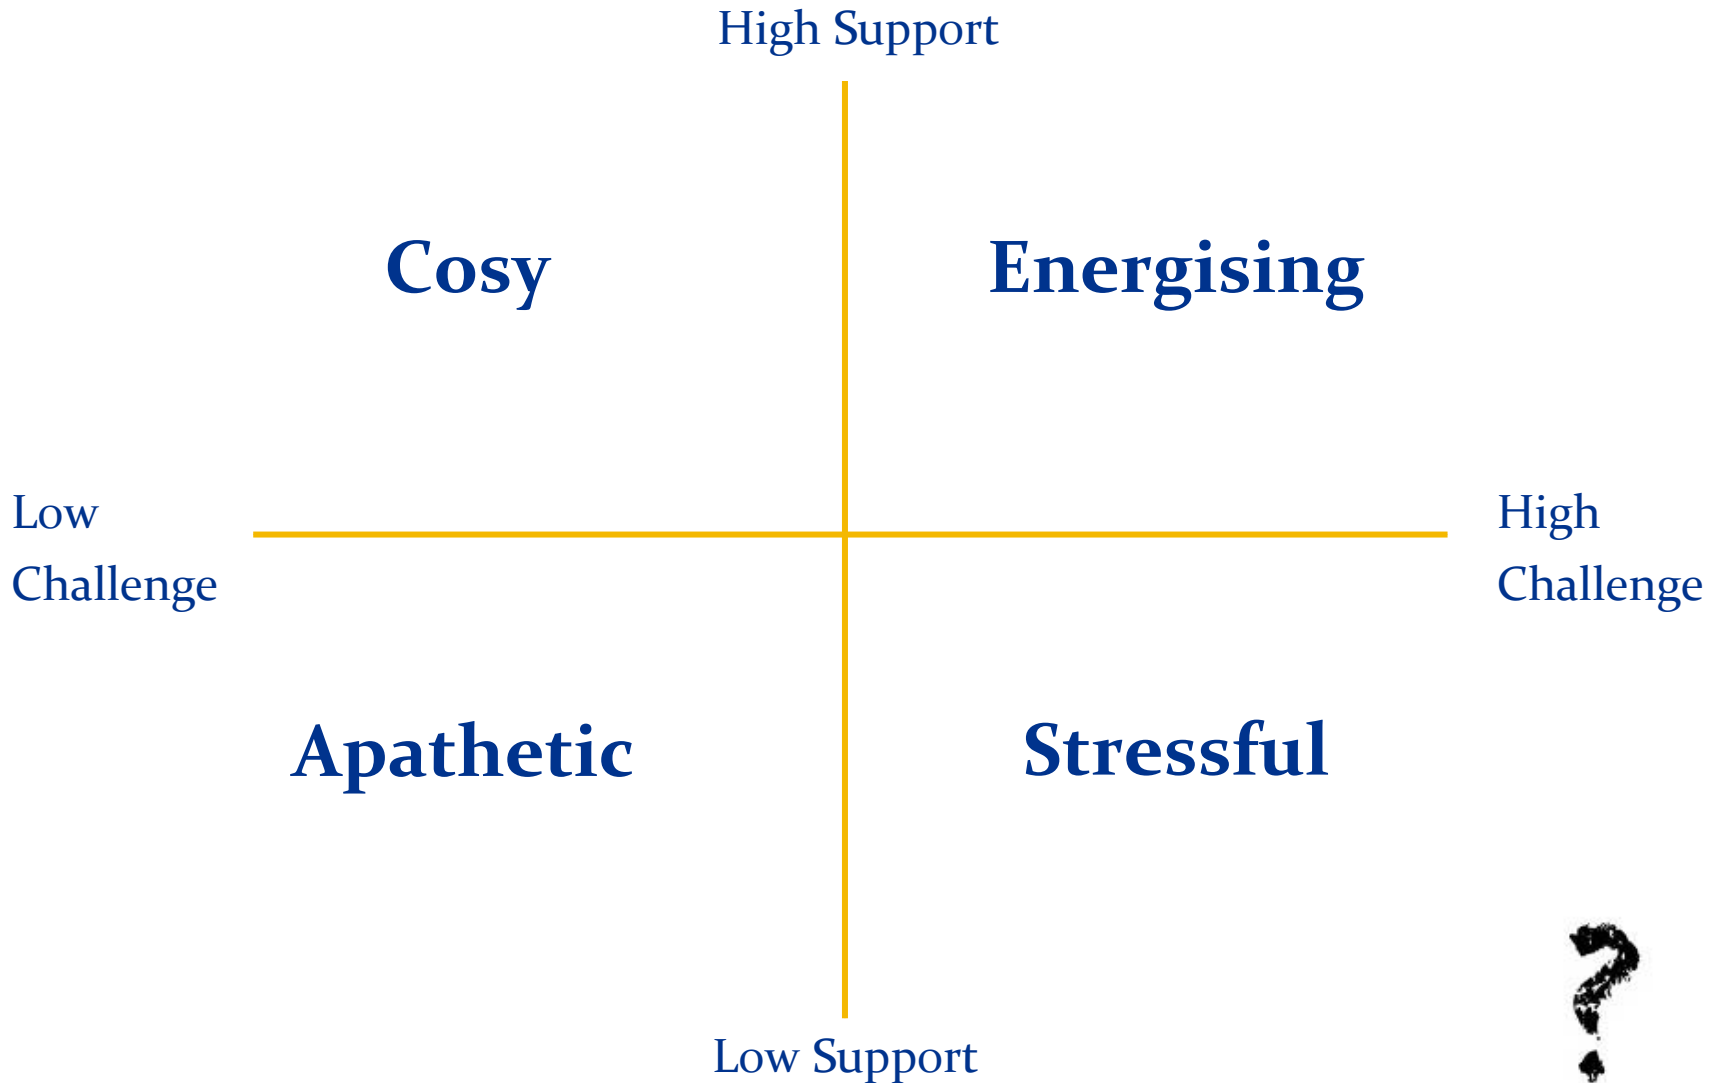 High Support
Cosy
Energising
Low
Challenge
High
Challenge
Apathetic
Stressful
?
Low Support